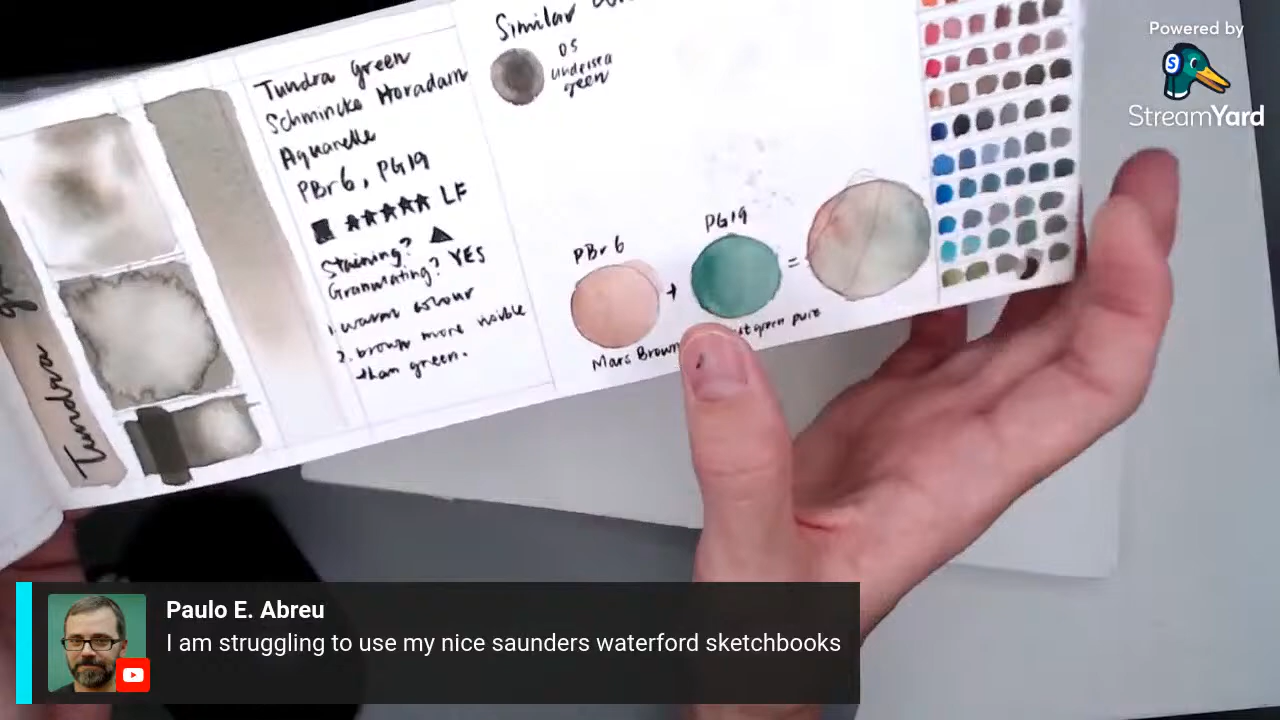 Tundra green
Schmincke Horadam
Aquarelle
PBr6, PG19
★★★★★ LF
Staining?
Granulating? YES
1. warm colour
2. brown more visible
than green.
Tundra
Similar
DS
Undersea
green
PBr 6
+
PG19
=
Mars Brown
green pure
Powered by
StreamYard
Paulo E. Abreu
I am struggling to use my nice saunders waterford sketchbooks